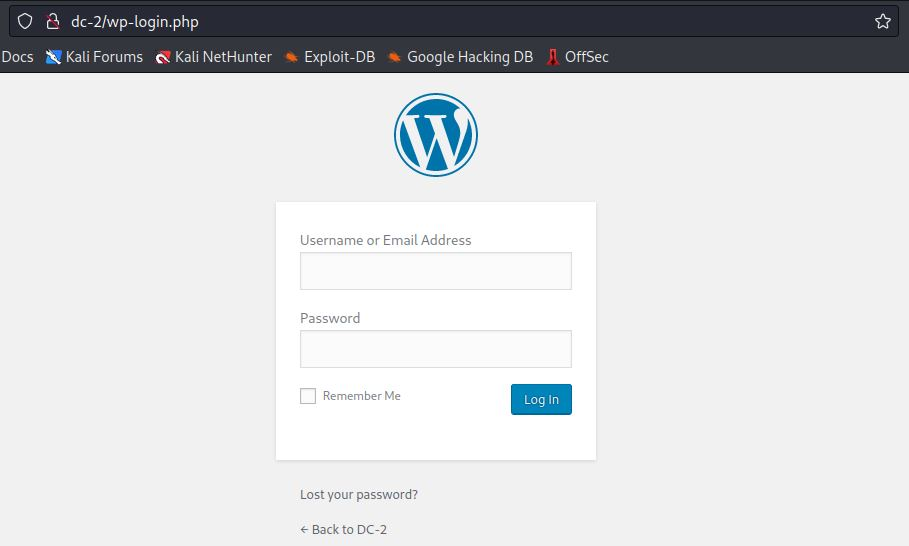 dc-2/wp-login.php
Docs Kali Forums Kali NetHunter Exploit-DB Google Hacking DB OffSec
Username or Email Address
Password
Remember Me Log In
Lost your password?
← Back to DC-2